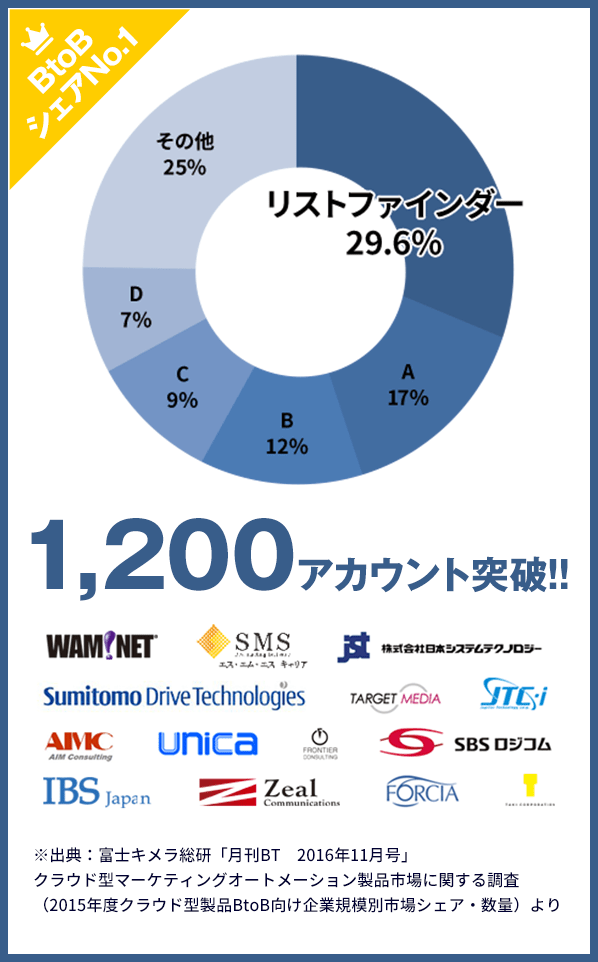 BtoB
シェアNo.1
その他
25%
リストファインダー
29.6%
D
7%
A
17%
C
9%
B
12%
1,200アカウント突破!!
WAM!NET
SMS
エス・エム・エス キャリア
jst 株式会社日本システムテクノロジー
Sumitomo Drive Technologies
TARGET MEDIA
JTC-i
AIMC
AIM Consulting
unica
FRONTIER
CONSULTING
SBSロジコム
IBS Japan
Zeal
Communications
FORCIA
※出典：富士キメラ総研「月刊BT　2016年11月号」
クラウド型マーケティングオートメーション製品市場に関する調査
（2015年度クラウド型製品BtoB向け企業規模別市場シェア・数量）より